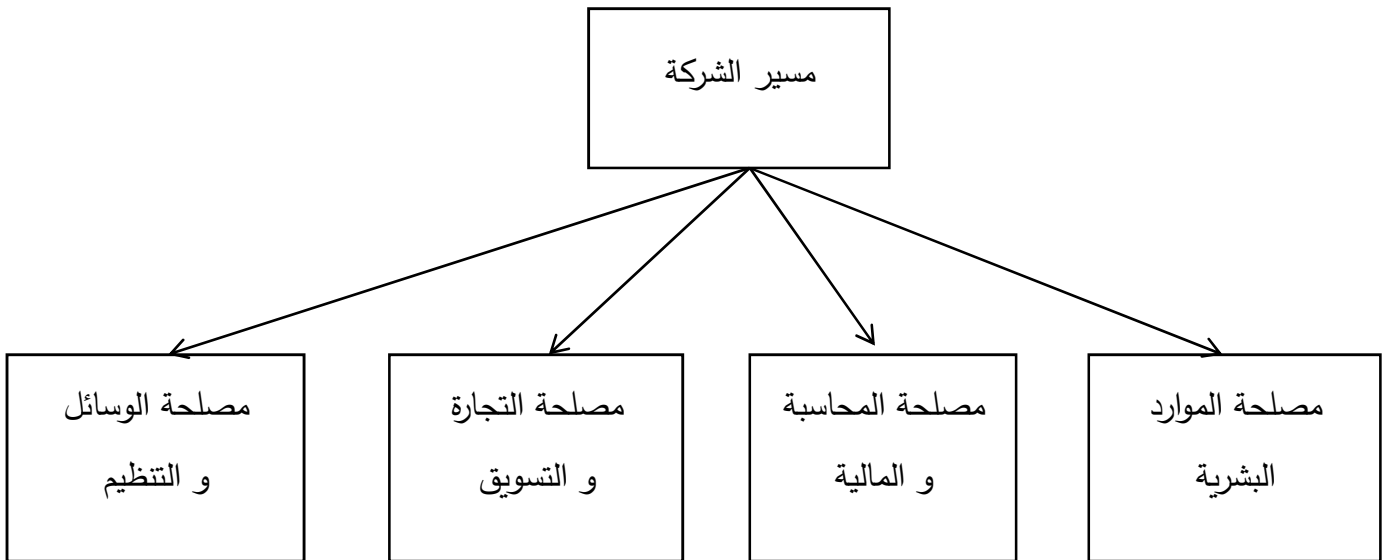 مسير الشركة
مصلحة الموارد
البشرية
مصلحة المحاسبة
و المالية
مصلحة التجارة
و التسويق
مصلحة الوسائل
و التنظيم